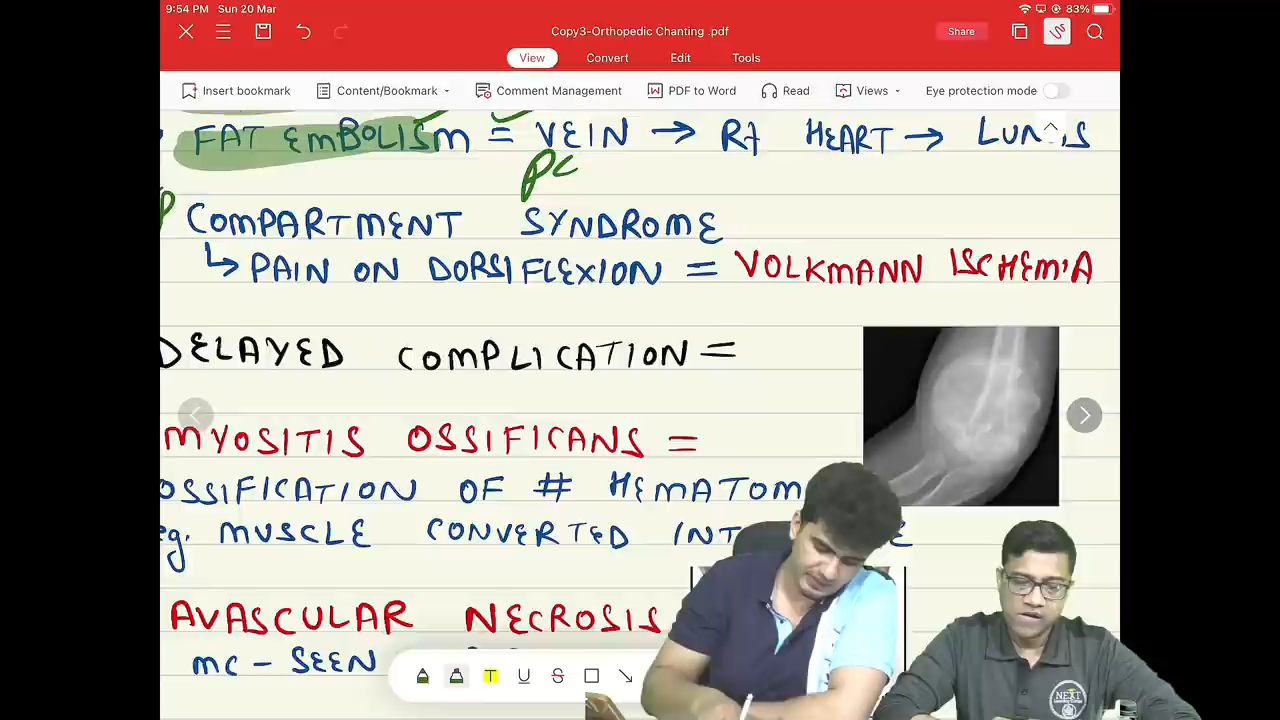 9:54 PM Sun 20 Mar 83%
Copy3-Orthopedic Chanting .pdf
Share
View Convert Edit Tools
Insert bookmark Content/Bookmark Comment Management PDF to Word Read Views Eye protection mode
FAT EMBOLISM = VEIN → RT HEART → LUNGS
PC
COMPARTMENT SYNDROME
↳ PAIN ON DORSIFLEXION = VOLKMANN ISCHEMIA
DELAYED COMPLICATION =
MYOSITIS OSSIFICANS =
OSSIFICATION OF # HEMATOM
eg. MUSCLE CONVERTED INT
AVASCULAR NECROSIS
mc - SEEN
T U S
NEXT